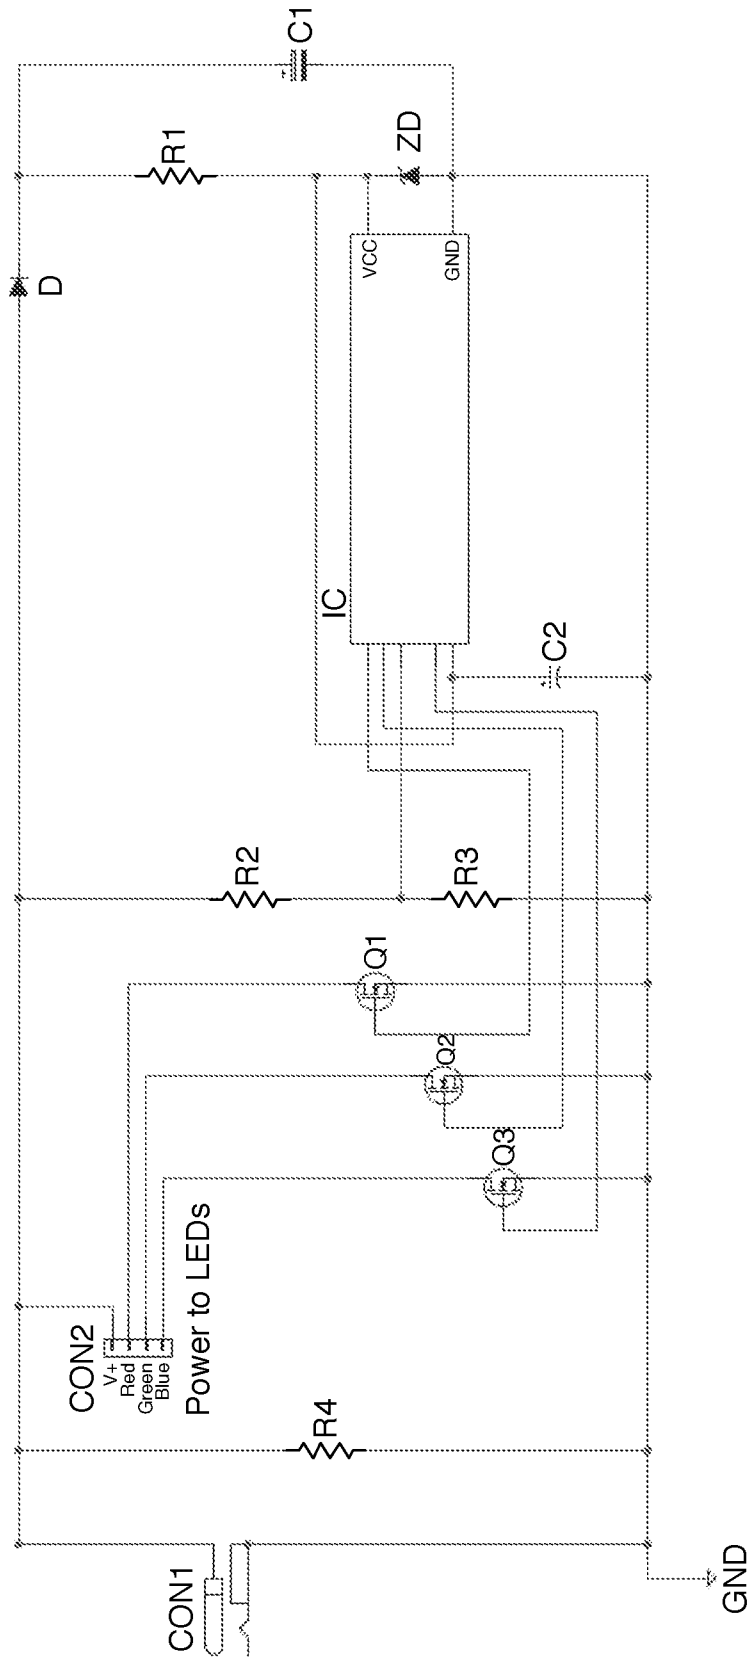 C1
R1
ZD
D
VCC
GND
IC
C2
R2
R3
Q1
Q2
Q3
CON2
V+
Red
Green
Blue
Power to LEDs
R4
CON1
GND